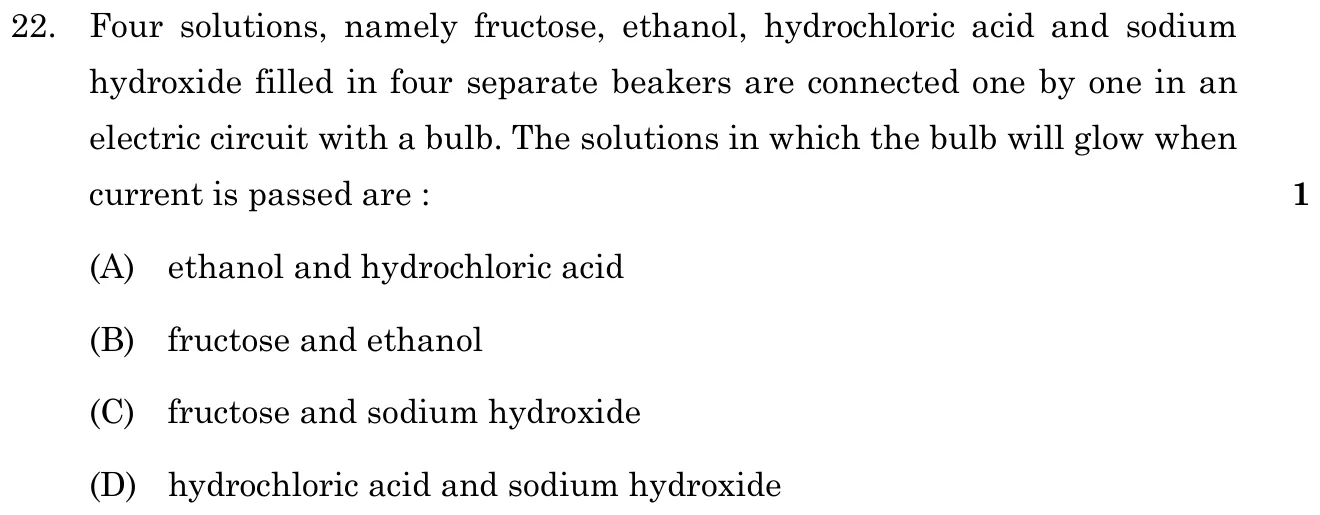 22. Four solutions, namely fructose, ethanol, hydrochloric acid and sodium
hydroxide filled in four separate beakers are connected one by one in an
electric circuit with a bulb. The solutions in which the bulb will glow when
current is passed are : 1
(A) ethanol and hydrochloric acid
(B) fructose and ethanol
(C) fructose and sodium hydroxide
(D) hydrochloric acid and sodium hydroxide